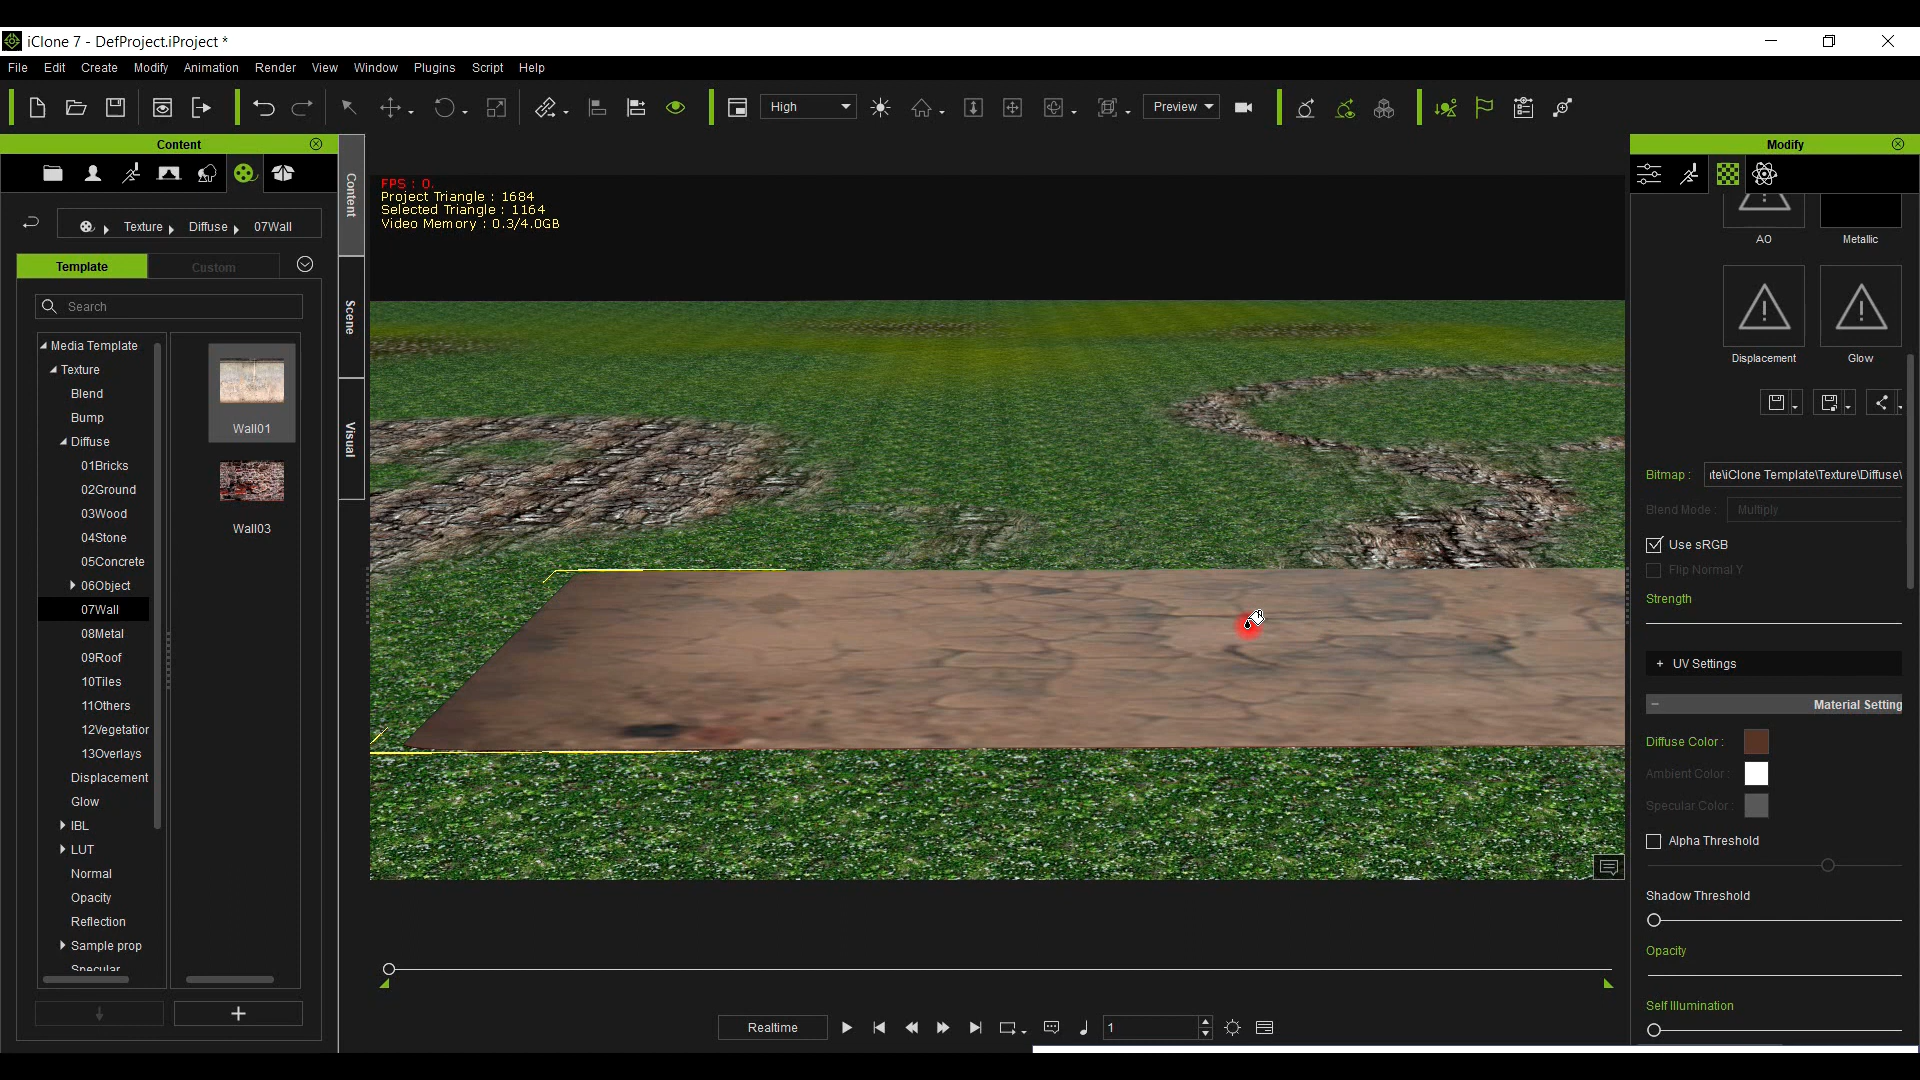 iClone 7 - DefProject.iProject *
File Edit Create Modify Animation Render View Window Plugins Script Help
High
Preview
Content
Modify
Content
Scene
Visual
Texture Diffuse 07Wall
Template
Custom
Search
Media Template
Texture
Blend
Bump
Diffuse
01Bricks
02Ground
03Wood
04Stone
05Concrete
06Object
07Wall
08Metal
09Roof
10Tiles
11Others
12Vegetation
13Overlays
Displacement
Glow
IBL
LUT
Normal
Opacity
Reflection
Sample prop
Specular
Wall01
Wall03
FPS : 0.
Project Triangle : 1684
Selected Triangle : 1164
Video Memory : 0.3/4.0GB
Realtime
1
AO
Metallic
Displacement
Glow
Bitmap : ite\iClone Template\Texture\Diffuse\
Blend Mode : Multiply
Use sRGB
Flip Normal Y
Strength
+ UV Settings
− Material Setting
Diffuse Color :
Ambient Color :
Specular Color :
Alpha Threshold
Shadow Threshold
Opacity
Self Illumination